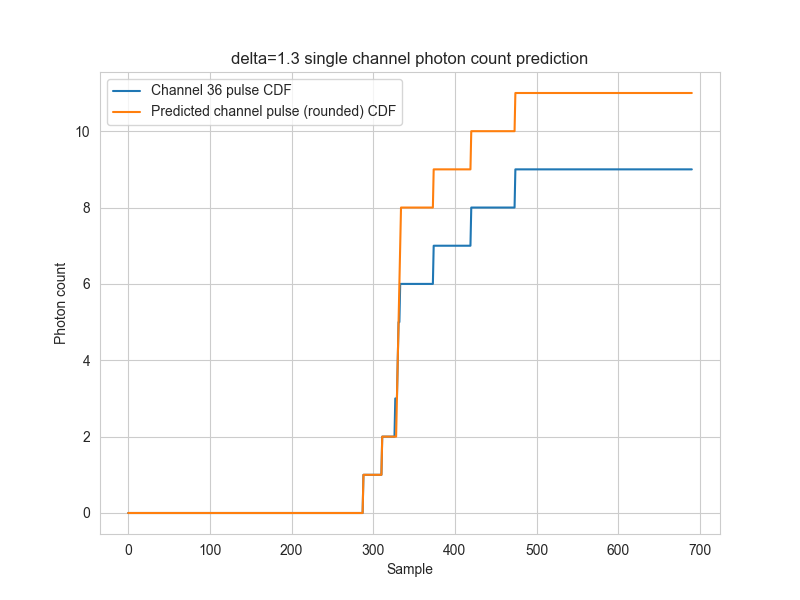 delta=1.3 single channel photon count prediction
Channel 36 pulse CDF
Predicted channel pulse (rounded) CDF
Photon count
10
8
6
4
2
0
0 100 200 300 400 500 600 700
Sample